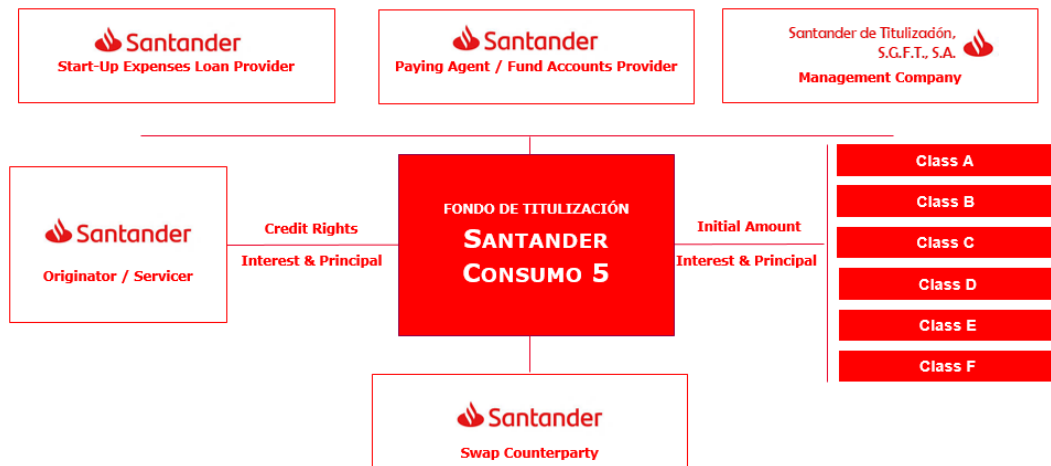 Santander
Start-Up Expenses Loan Provider
Santander
Paying Agent / Fund Accounts Provider
Santander de Titulización,
S.G.F.T., S.A.
Management Company
Santander
Originator / Servicer
Credit Rights
Interest & Principal
FONDO DE TITULIZACIÓN
SANTANDER
CONSUMO 5
Initial Amount
Interest & Principal
Class A
Class B
Class C
Class D
Class E
Class F
Santander
Swap Counterparty